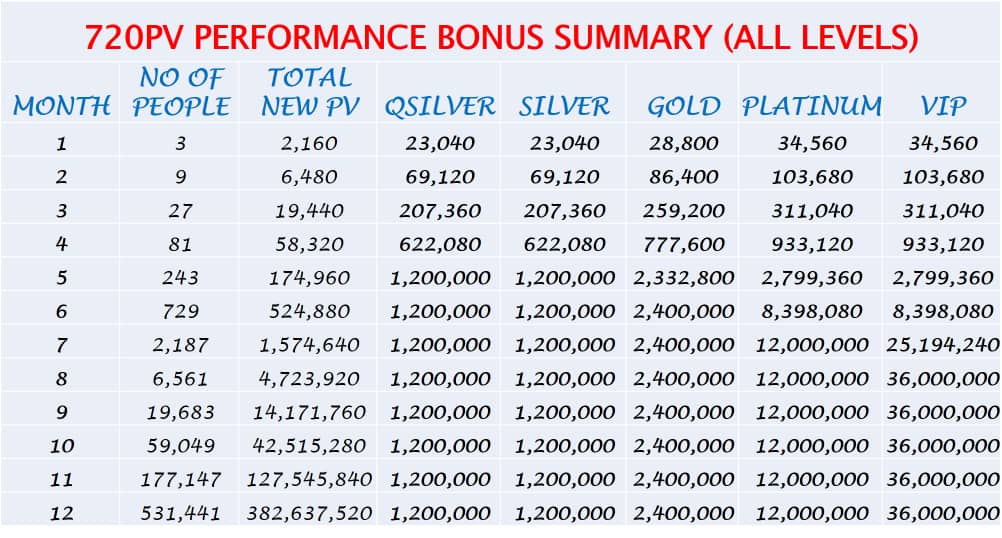 720PV PERFORMANCE BONUS SUMMARY (ALL LEVELS)
MONTH NO OF PEOPLE TOTAL NEW PV QSILVER SILVER GOLD PLATINUM VIP
1 3 2,160 23,040 23,040 28,800 34,560 34,560
2 9 6,480 69,120 69,120 86,400 103,680 103,680
3 27 19,440 207,360 207,360 259,200 311,040 311,040
4 81 58,320 622,080 622,080 777,600 933,120 933,120
5 243 174,960 1,200,000 1,200,000 2,332,800 2,799,360 2,799,360
6 729 524,880 1,200,000 1,200,000 2,400,000 8,398,080 8,398,080
7 2,187 1,574,640 1,200,000 1,200,000 2,400,000 12,000,000 25,194,240
8 6,561 4,723,920 1,200,000 1,200,000 2,400,000 12,000,000 36,000,000
9 19,683 14,171,760 1,200,000 1,200,000 2,400,000 12,000,000 36,000,000
10 59,049 42,515,280 1,200,000 1,200,000 2,400,000 12,000,000 36,000,000
11 177,147 127,545,840 1,200,000 1,200,000 2,400,000 12,000,000 36,000,000
12 531,441 382,637,520 1,200,000 1,200,000 2,400,000 12,000,000 36,000,000